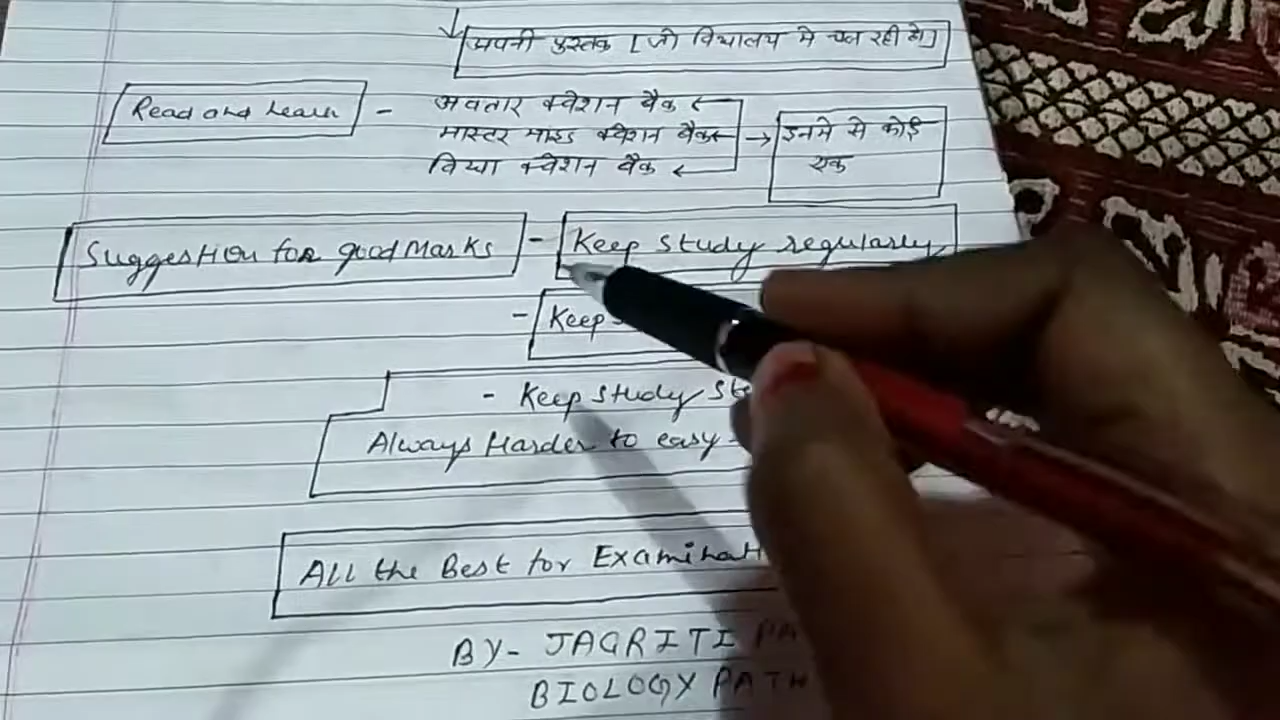 अपनी पुस्तक [जो विद्यालय मे चल रही हो]
Read and Learn - अवतार क्वेशन बैंक
मास्टर माइंड क्वेशन बैंक → इनमे से कोई
विद्या क्वेशन बैंक एक
Suggestion for good Marks - Keep study regularly
- Keep
- Keep study
Always Harder to easy -
All the Best for
BY- JAGRITI
BIOLOGY